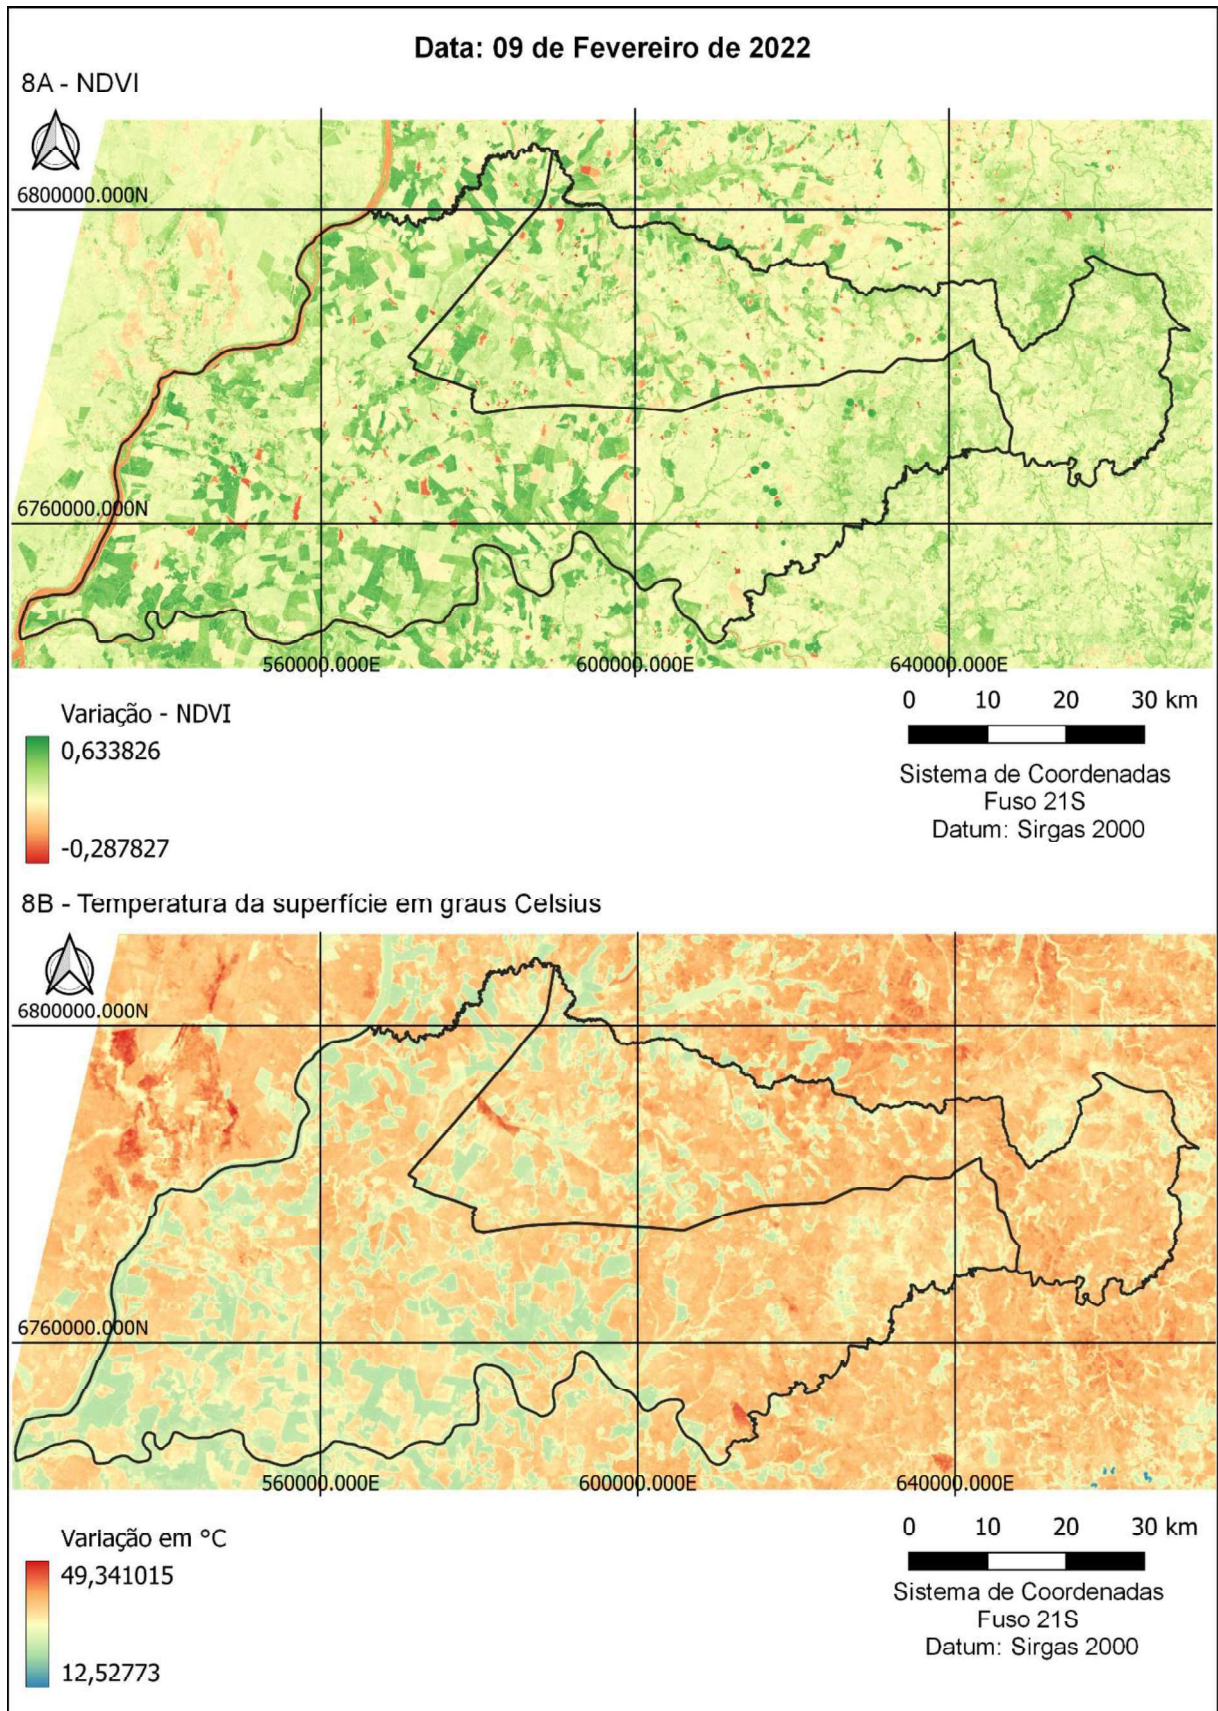 Data: 09 de Fevereiro de 2022
8A - NDVI
6800000.000N
6760000.000N
560000.000E
600000.000E
640000.000E
Variação - NDVI
0,633826
-0,287827
0 10 20 30 km
Sistema de Coordenadas
Fuso 21S
Datum: Sirgas 2000
8B - Temperatura da superfície em graus Celsius
6800000.000N
6760000.000N
560000.000E
600000.000E
640000.000E
Variação em °C
49,341015
12,52773
0 10 20 30 km
Sistema de Coordenadas
Fuso 21S
Datum: Sirgas 2000